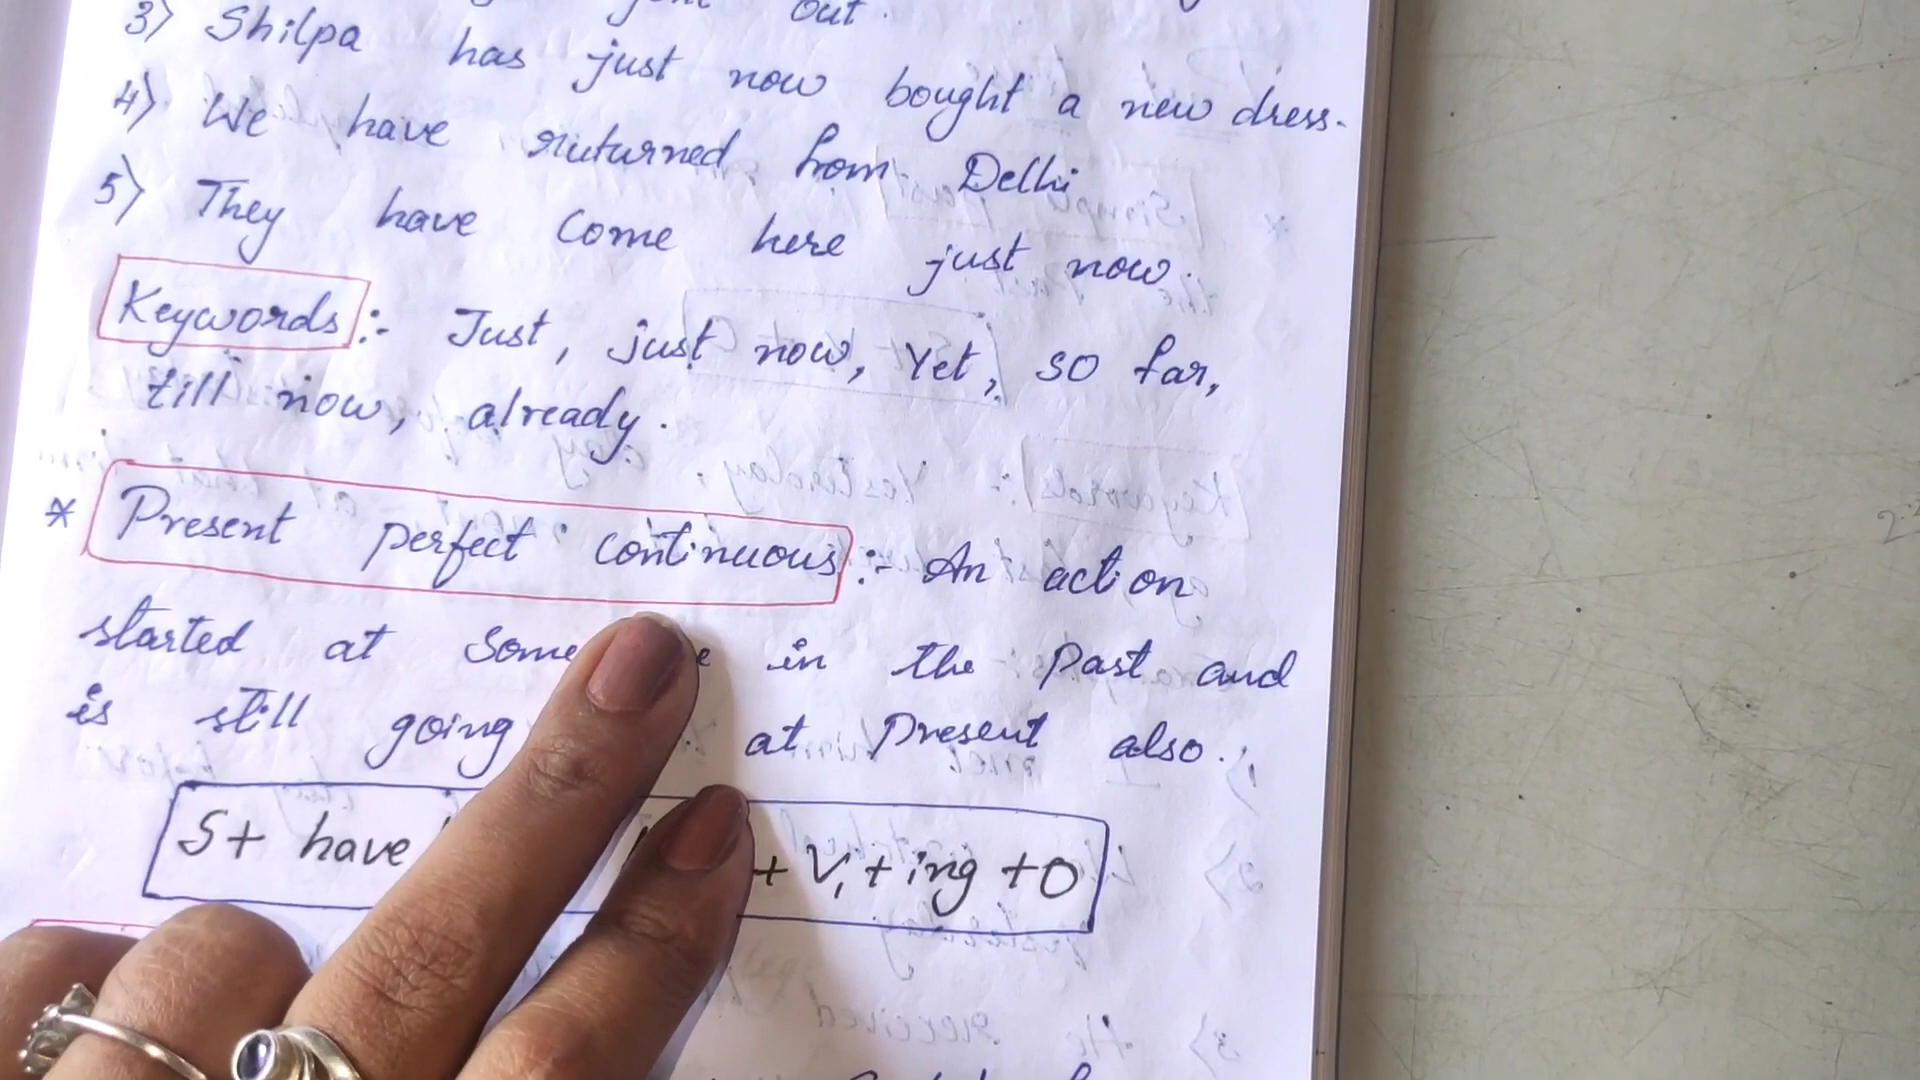 out.
3) Shilpa has just now bought a new dress.
4) We have returned from Delhi
5) They have come here just now.
Keywords :- Just, just now, Yet, so far,
till now, already.
* Present perfect continuous :- An action
started at some in the past and
is still going at present also.
S+ have + V1 + ing + O